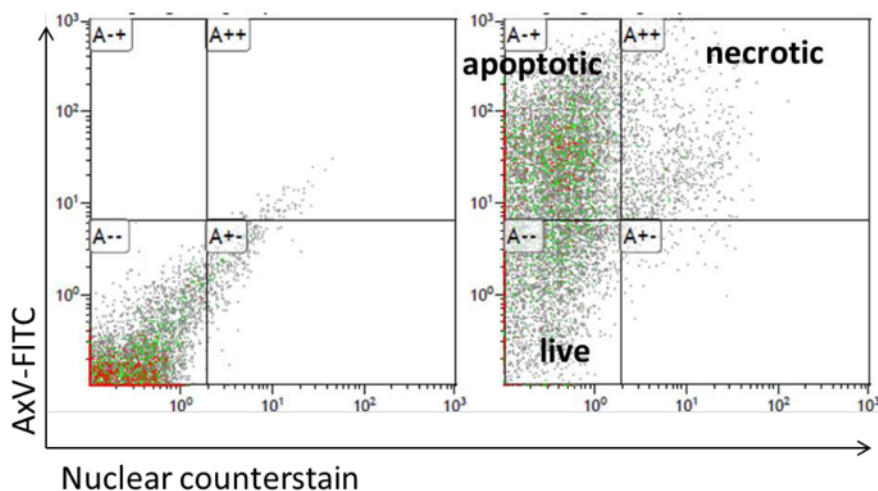 10³
A-+
A++
10²
10¹
A--
A+-
10⁰
10⁰
10¹
10²
10³
10³
A-+
A++
apoptotic
necrotic
10²
10¹
A--
A+-
10⁰
live
10⁰
10¹
10²
10³
AxV-FITC
Nuclear counterstain